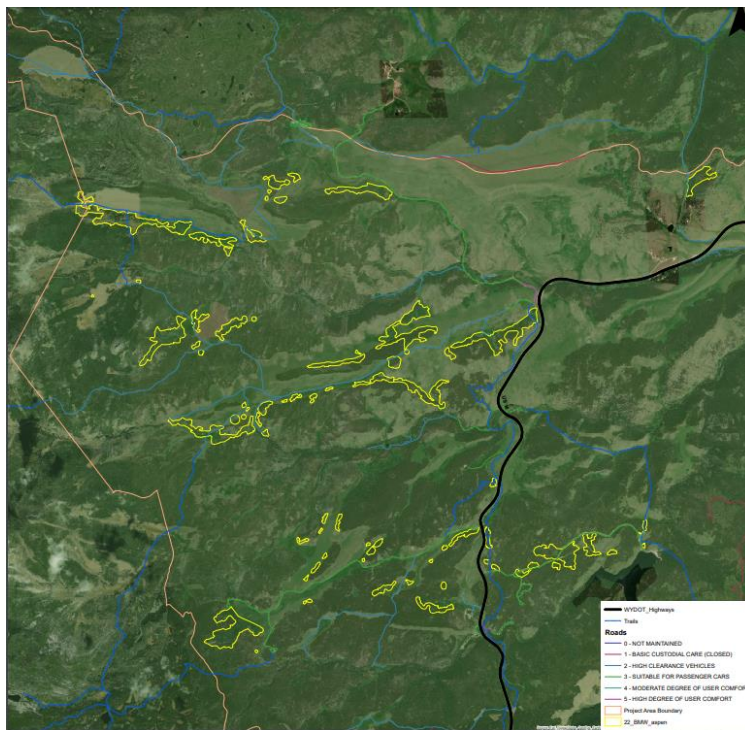 WYDOT_Highways
Trails
Roads
0 - NOT MAINTAINED
1 - BASIC CUSTODIAL CARE (CLOSED)
2 - HIGH CLEARANCE VEHICLES
3 - SUITABLE FOR PASSENGER CARS
4 - MODERATE DEGREE OF USER COMFOR
5 - HIGH DEGREE OF USER COMFORT
Project Area Boundary
22_BMW_aspen